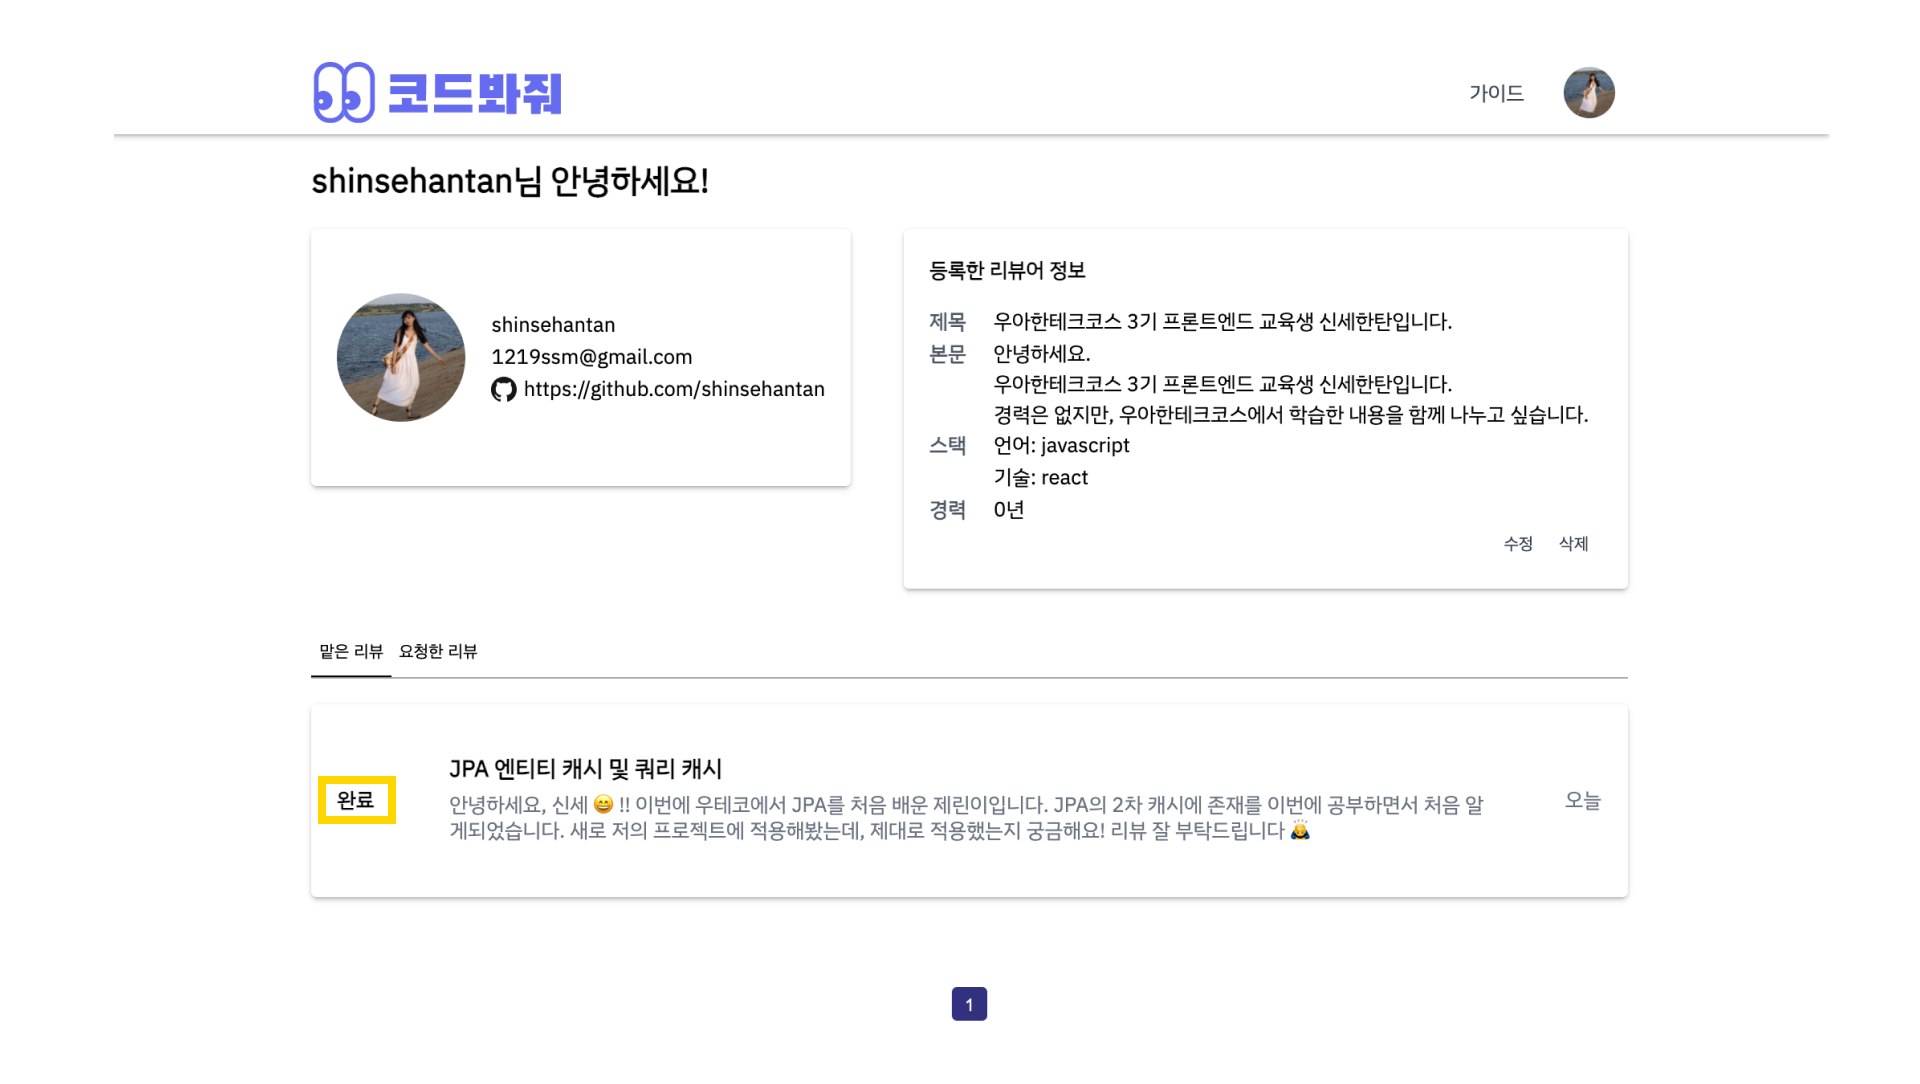 코드봐줘
가이드
shinsehantan님 안녕하세요!
shinsehantan
1219ssm@gmail.com
https://github.com/shinsehantan
등록한 리뷰어 정보
제목 우아한테크코스 3기 프론트엔드 교육생 신세한탄입니다.
본문 안녕하세요.
우아한테크코스 3기 프론트엔드 교육생 신세한탄입니다.
경력은 없지만, 우아한테크코스에서 학습한 내용을 함께 나누고 싶습니다.
스택 언어: javascript
기술: react
경력 0년
수정 삭제
맡은 리뷰 요청한 리뷰
완료
JPA 엔티티 캐시 및 쿼리 캐시
안녕하세요, 신세 😄 !! 이번에 우테코에서 JPA를 처음 배운 제린이입니다. JPA의 2차 캐시에 존재를 이번에 공부하면서 처음 알
게되었습니다. 새로 저의 프로젝트에 적용해봤는데, 제대로 적용했는지 궁금해요! 리뷰 잘 부탁드립니다 🙇
오늘
1